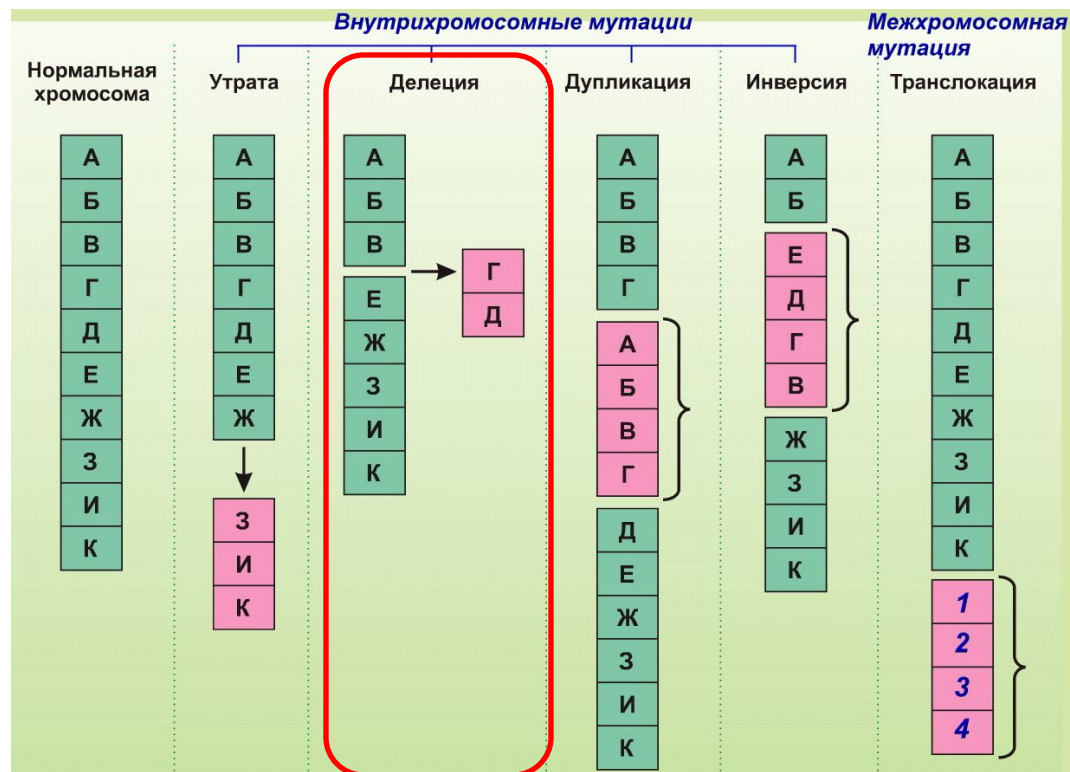 Внутрихромосомные мутации
Межхромосомная
мутация
Нормальная
хромосома
А
Б
В
Г
Д
Е
Ж
З
И
К
Утрата
А
Б
В
Г
Д
Е
Ж
З
И
К
Делеция
А
Б
В
Е
Ж
З
И
К
Г
Д
Дупликация
А
Б
В
Г
А
Б
В
Г
Д
Е
Ж
З
И
К
Инверсия
А
Б
Е
Д
Г
В
Ж
З
И
К
Транслокация
А
Б
В
Г
Д
Е
Ж
З
И
К
1
2
3
4